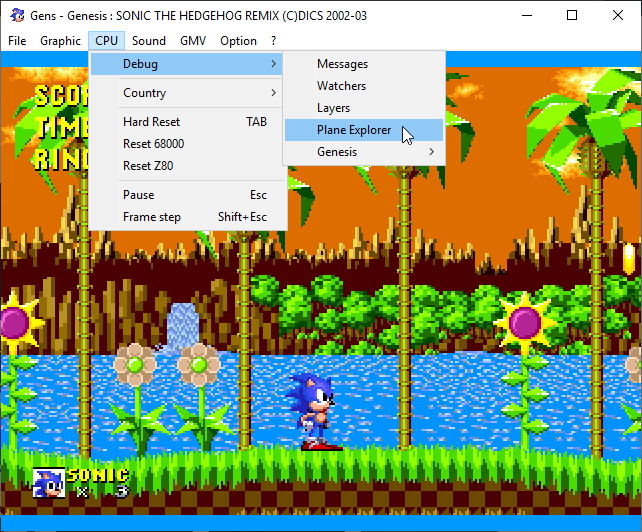 Gens - Genesis : SONIC THE HEDGEHOG REMIX (C)DICS 2002-03
File Graphic CPU Sound GMV Option ?
Debug
Country
Hard Reset TAB
Reset 68000
Reset Z80
Pause Esc
Frame step Shift+Esc
Messages
Watchers
Layers
Plane Explorer
Genesis
SCOR
TIME
RING
SONIC
x 3